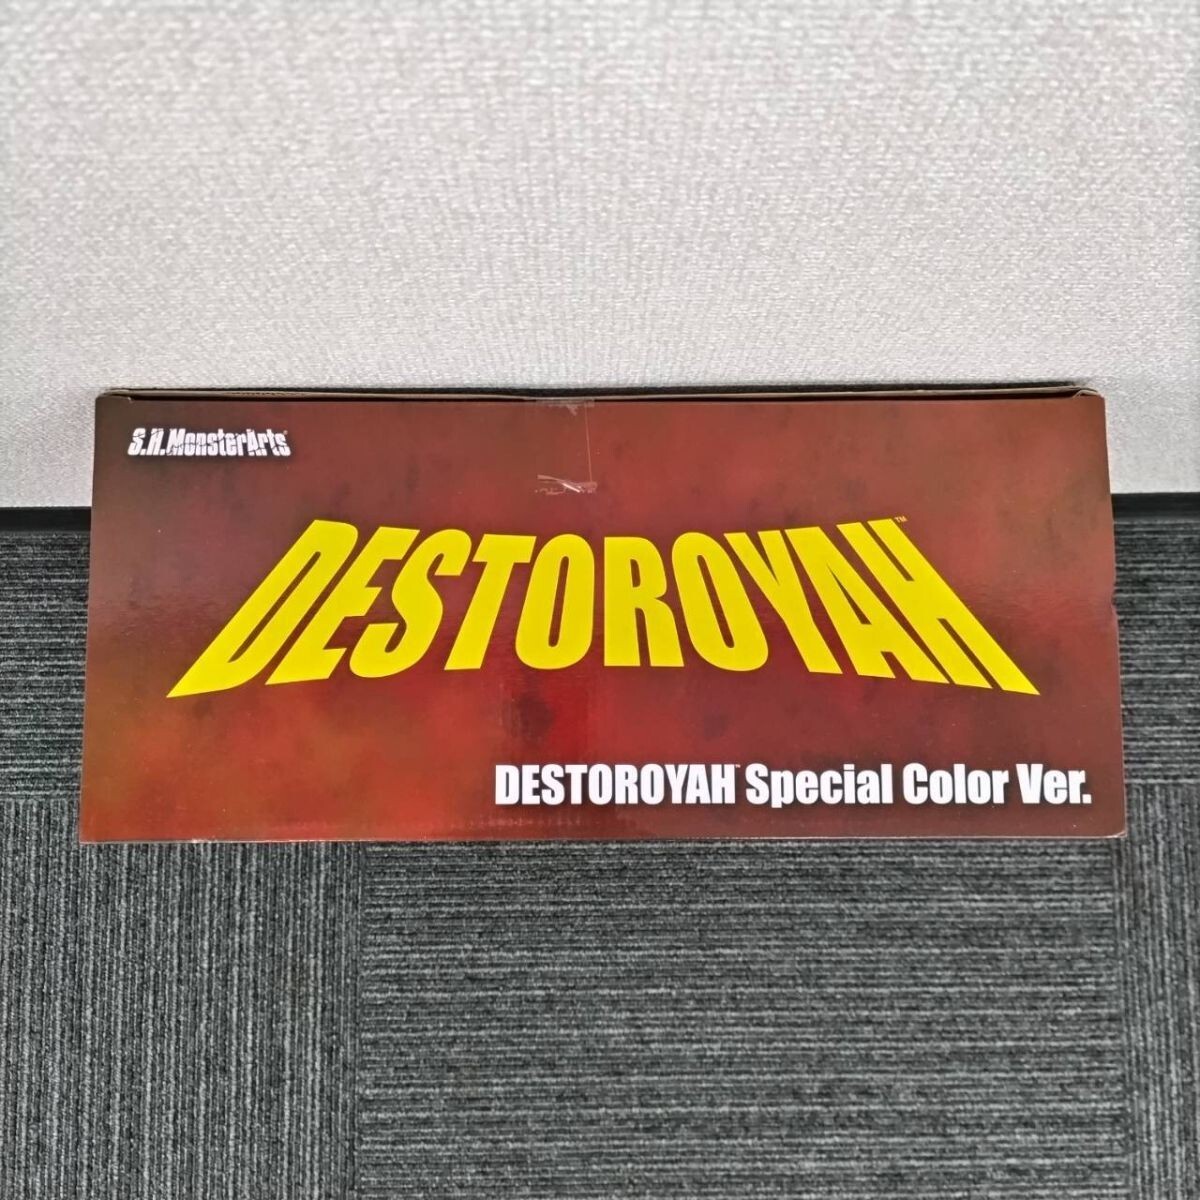 S.H.MonsterArts
DESTOROYAH™
DESTOROYAH™ Special Color Ver.